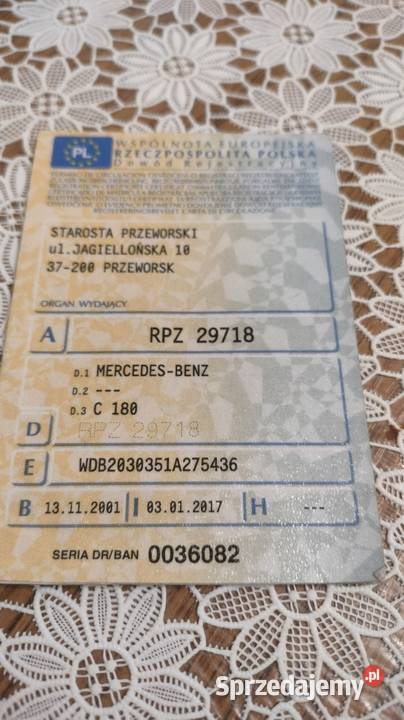 PL
WSPÓLNOTA EUROPEJSKA
RZECZPOSPOLITA POLSKA
STAROSTA PRZEWORSKI
ul.JAGIELLOŃSKA 10
37-200 PRZEWORSK
ORGAN WYDAJĄCY
A RPZ 29718
D.1 MERCEDES-BENZ
D.2 ---
D.3 C 180
D RPZ 29718
E WDB2030351A275436
B 13.11.2001 I 03.01.2017 H ---
SERIA DR/BAN 0036082
Sprzedajemy.pl